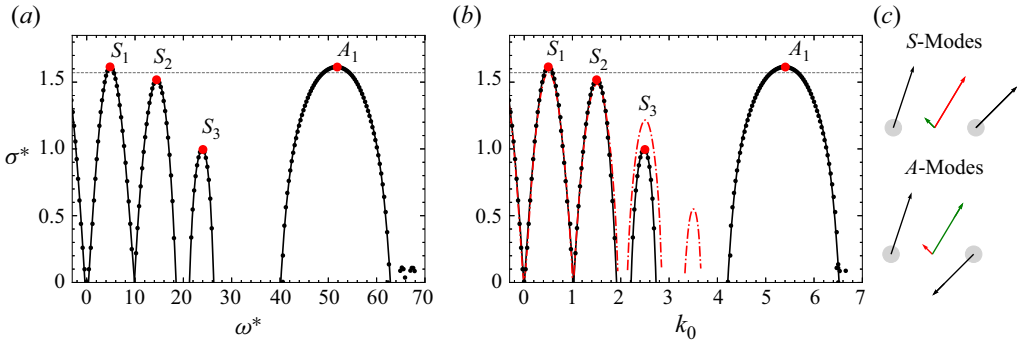 (a) (b) (c)
S₁ S₂ S₃ A₁
S₁ S₂ S₃ A₁
S-Modes
A-Modes
σ*
1.5
1.0
0.5
0
0 10 20 30 40 50 60 70
ω*
1.5
1.0
0.5
0
0 1 2 3 4 5 6 7
k₀